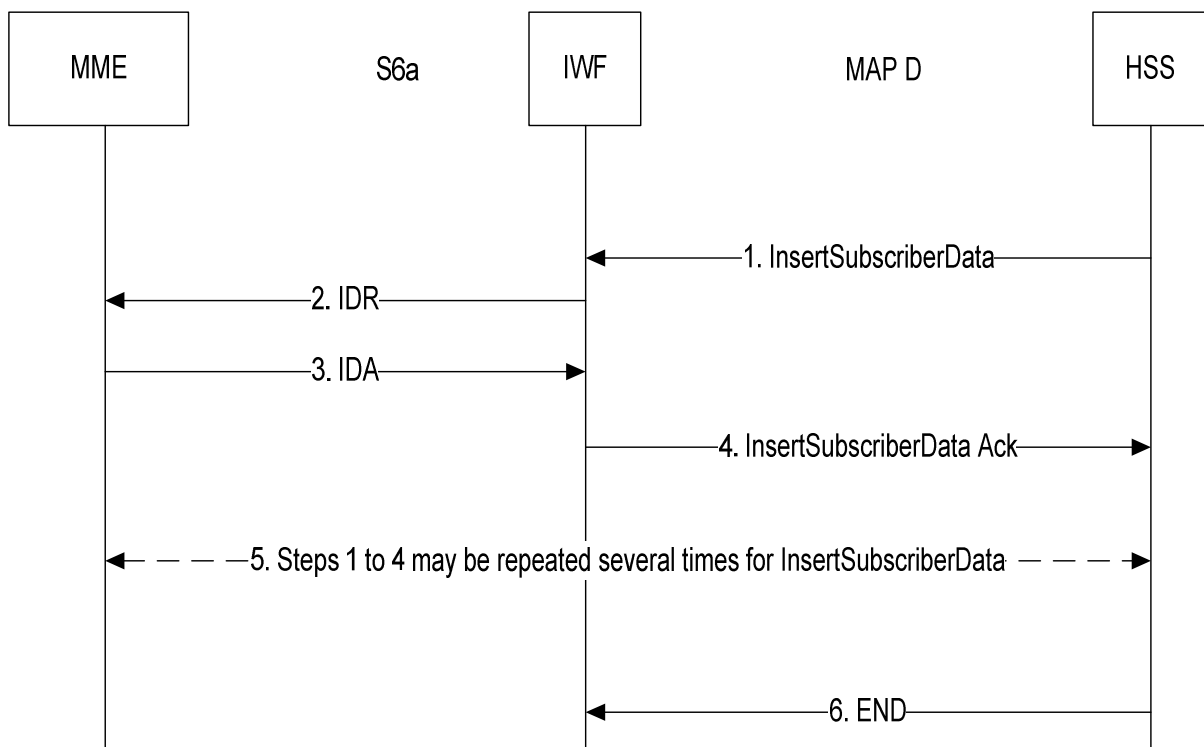 MME
S6a
IWF
MAP D
HSS
1. InsertSubscriberData
2. IDR
3. IDA
4. InsertSubscriberData Ack
5. Steps 1 to 4 may be repeated several times for InsertSubscriberData
6. END